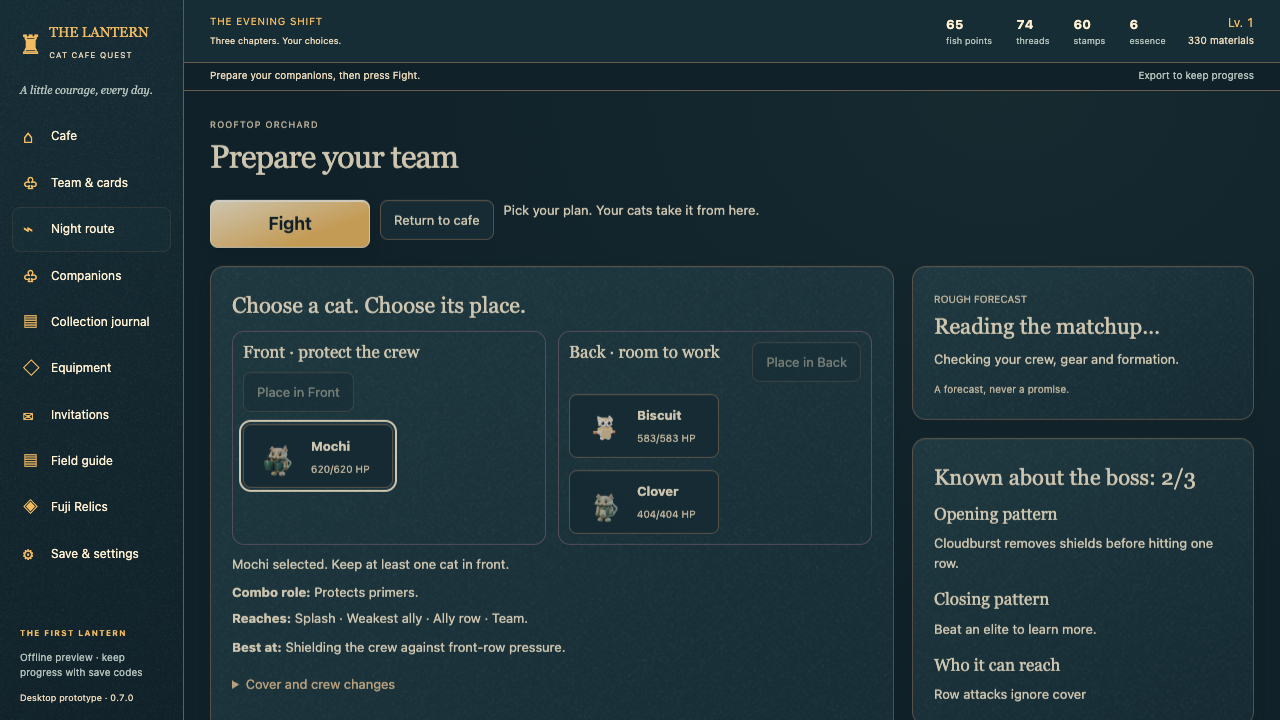 THE LANTERN
CAT CAFE QUEST
A little courage, every day.
Cafe
Team & cards
Night route
Companions
Collection journal
Equipment
Invitations
Field guide
Fuji Relics
Save & settings
THE FIRST LANTERN
Offline preview · keep
progress with save codes
Desktop prototype · 0.7.0
THE EVENING SHIFT
Three chapters. Your choices.
65
fish points
74
threads
60
stamps
6
essence
Lv. 1
330 materials
Prepare your companions, then press Fight.
Export to keep progress
ROOFTOP ORCHARD
Prepare your team
Fight
Return to cafe
Pick your plan. Your cats take it from here.
Choose a cat. Choose its place.
Front · protect the crew
Place in Front
Mochi
620/620 HP
Back · room to work
Place in Back
Biscuit
583/583 HP
Clover
404/404 HP
Mochi selected. Keep at least one cat in front.
Combo role: Protects primers.
Reaches: Splash · Weakest ally · Ally row · Team.
Best at: Shielding the crew against front-row pressure.
Cover and crew changes
ROUGH FORECAST
Reading the matchup…
Checking your crew, gear and formation.
A forecast, never a promise.
Known about the boss: 2/3
Opening pattern
Cloudburst removes shields before hitting one
row.
Closing pattern
Beat an elite to learn more.
Who it can reach
Row attacks ignore cover